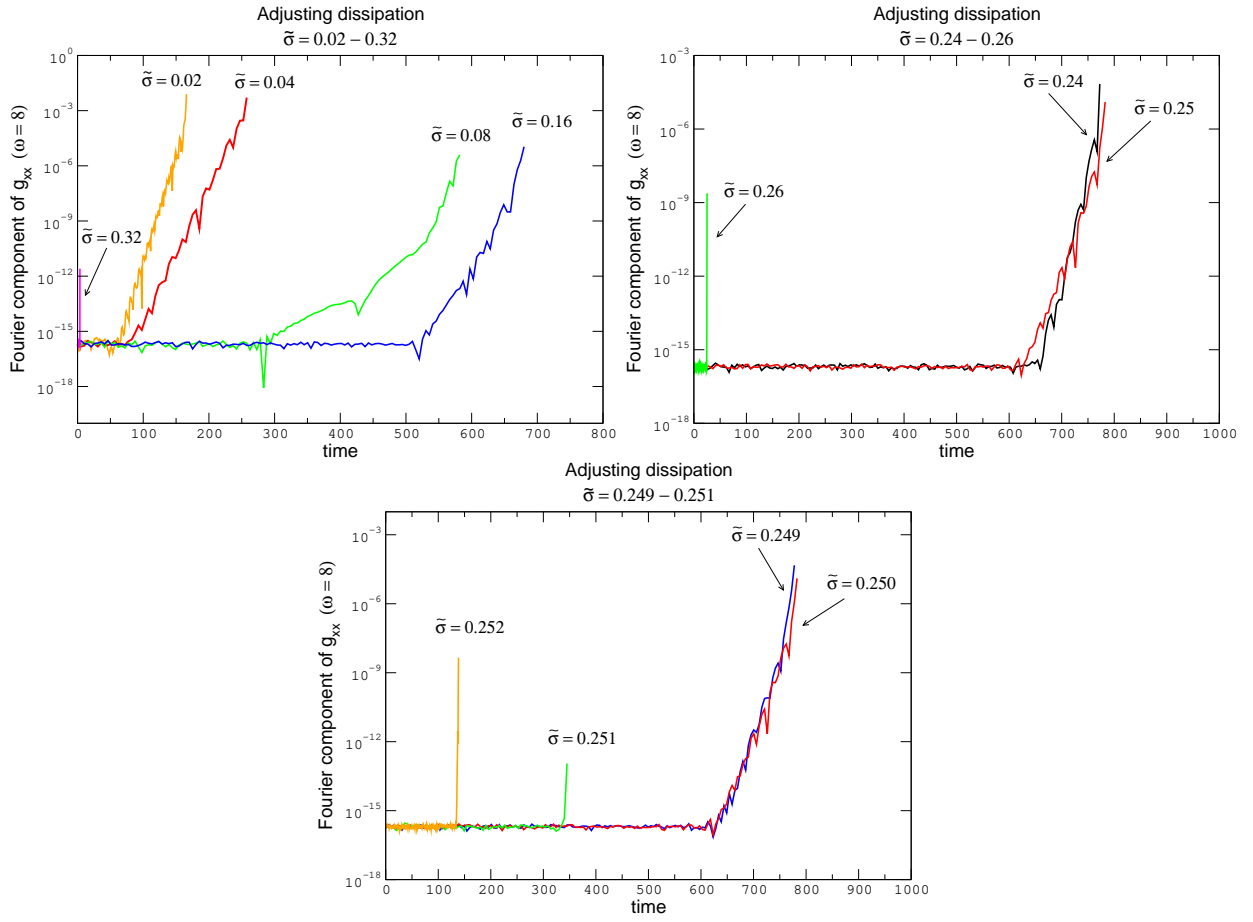 Adjusting dissipation
σ̃ = 0.02 − 0.32
10^0
10^-3
10^-6
10^-9
10^-12
10^-15
10^-18
Fourier component of g_xx (ω = 8)
σ̃ = 0.02
σ̃ = 0.04
σ̃ = 0.08
σ̃ = 0.16
σ̃ = 0.32
0 100 200 300 400 500 600 700 800
time
Adjusting dissipation
σ̃ = 0.24 − 0.26
10^-3
10^-6
10^-9
10^-12
10^-15
10^-18
Fourier component of g_xx (ω = 8)
σ̃ = 0.24
σ̃ = 0.25
σ̃ = 0.26
0 100 200 300 400 500 600 700 800 900 1000
time
Adjusting dissipation
σ̃ = 0.249 − 0.251
10^-3
10^-6
10^-9
10^-12
10^-15
10^-18
Fourier component of g_xx (ω = 8)
σ̃ = 0.249
σ̃ = 0.250
σ̃ = 0.252
σ̃ = 0.251
0 100 200 300 400 500 600 700 800 900 1000
time